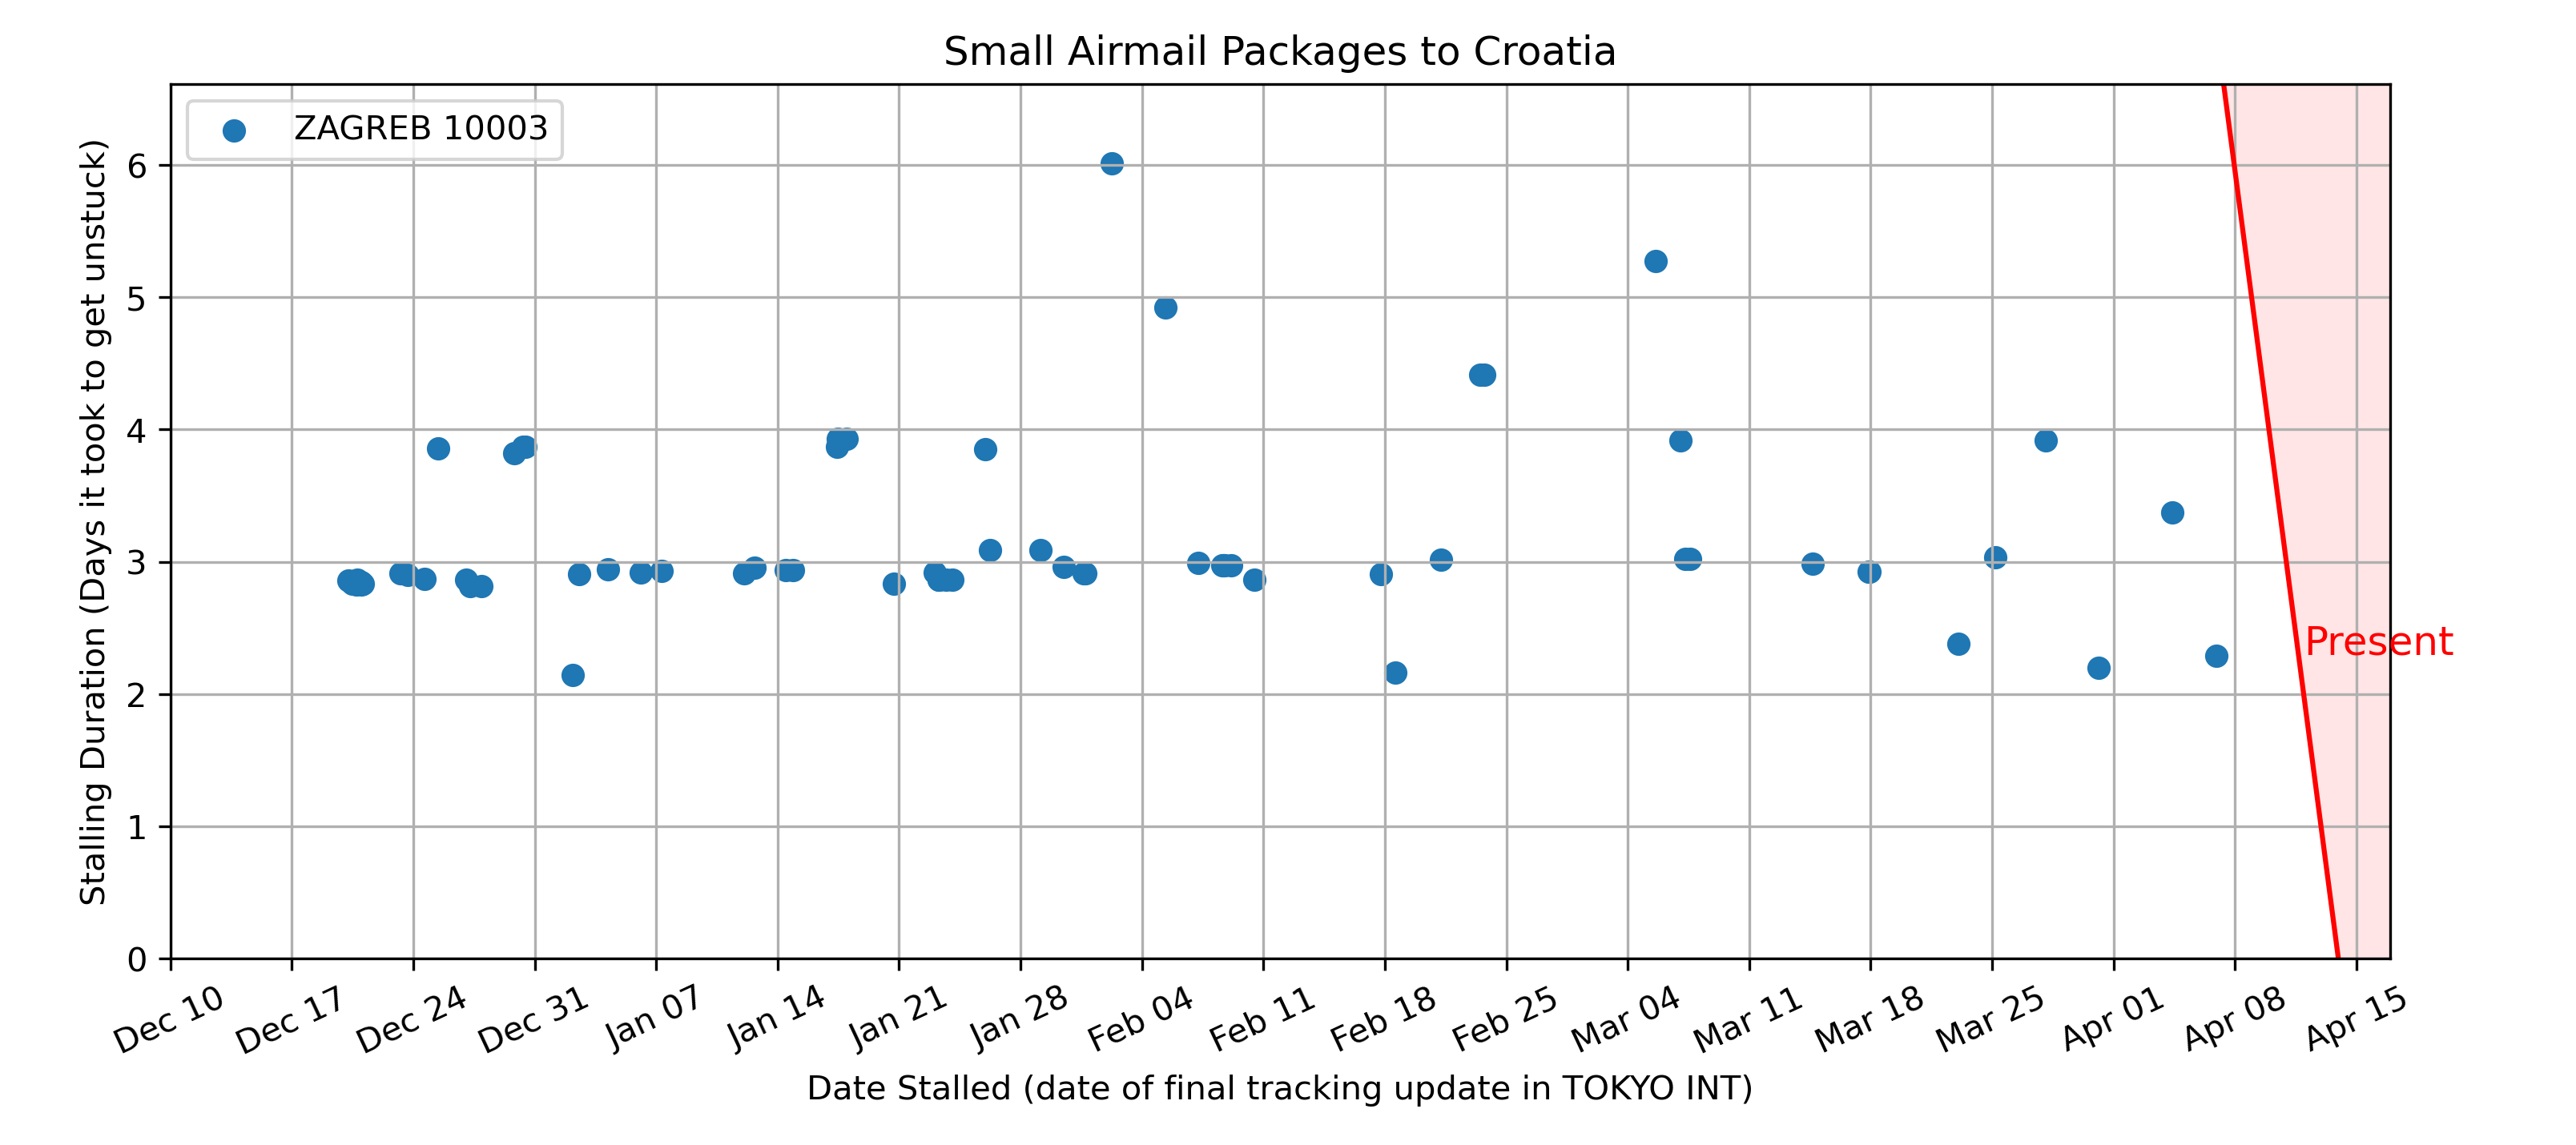 Small Airmail Packages to Croatia
ZAGREB 10003
Stalling Duration (Days it took to get unstuck)
6
5
4
3
2
1
0
Present
Dec 10
Dec 17
Dec 24
Dec 31
Jan 07
Jan 14
Jan 21
Jan 28
Feb 04
Feb 11
Feb 18
Feb 25
Mar 04
Mar 11
Mar 18
Mar 25
Apr 01
Apr 08
Apr 15
Date Stalled (date of final tracking update in TOKYO INT)